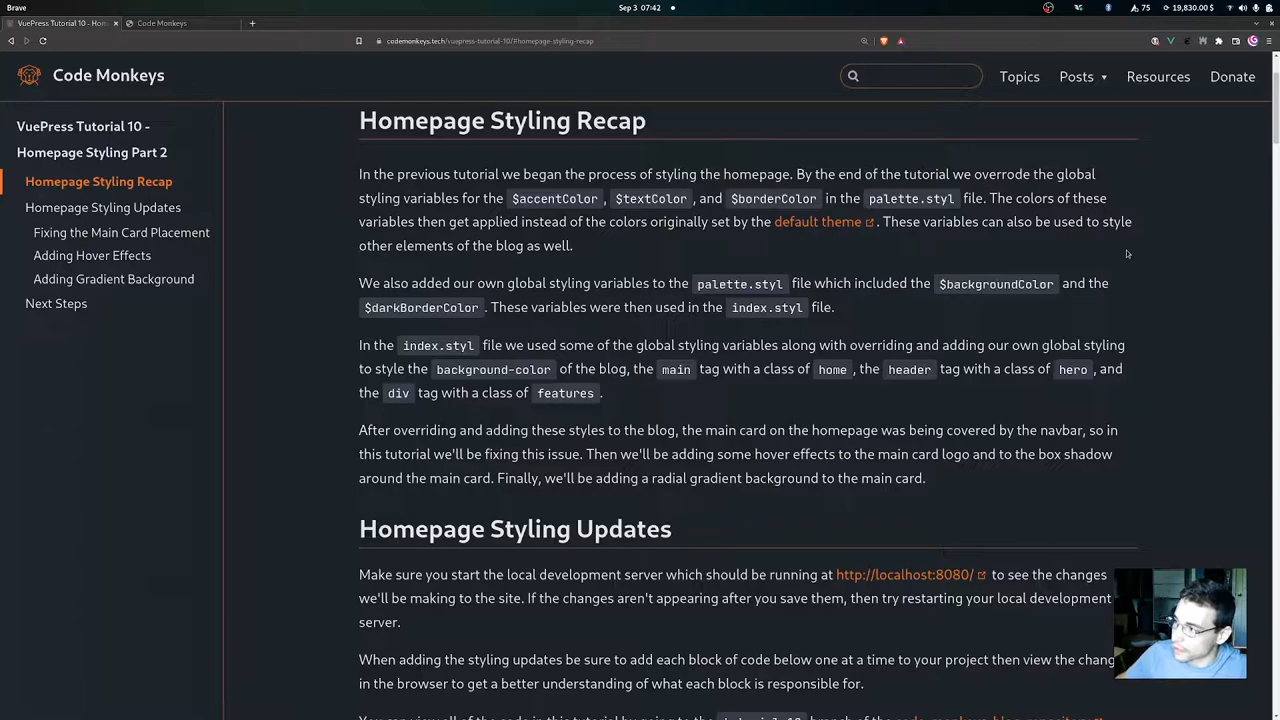 Brave
Sep 3 07:42
75
19,830.00 $
VuePress Tutorial 10 - Hom
Code Monkeys
codemonkeys.tech/vuepress-tutorial-10/#homepage-styling-recap
Code Monkeys
Topics
Posts
Resources
Donate
VuePress Tutorial 10 -
Homepage Styling Part 2
Homepage Styling Recap
Homepage Styling Updates
Fixing the Main Card Placement
Adding Hover Effects
Adding Gradient Background
Next Steps
Homepage Styling Recap
In the previous tutorial we began the process of styling the homepage. By the end of the tutorial we overrode the global
styling variables for the $accentColor, $textColor, and $borderColor in the palette.styl file. The colors of these
variables then get applied instead of the colors originally set by the default theme. These variables can also be used to style
other elements of the blog as well.
We also added our own global styling variables to the palette.styl file which included the $backgroundColor and the
$darkBorderColor. These variables were then used in the index.styl file.
In the index.styl file we used some of the global styling variables along with overriding and adding our own global styling
to style the background-color of the blog, the main tag with a class of home, the header tag with a class of hero, and
the div tag with a class of features.
After overriding and adding these styles to the blog, the main card on the homepage was being covered by the navbar, so in
this tutorial we'll be fixing this issue. Then we'll be adding some hover effects to the main card logo and to the box shadow
around the main card. Finally, we'll be adding a radial gradient background to the main card.
Homepage Styling Updates
Make sure you start the local development server which should be running at http://localhost:8080/ to see the changes
we'll be making to the site. If the changes aren't appearing after you save them, then try restarting your local development
server.
When adding the styling updates be sure to add each block of code below one at a time to your project then view the chang
in the browser to get a better understanding of what each block is responsible for.